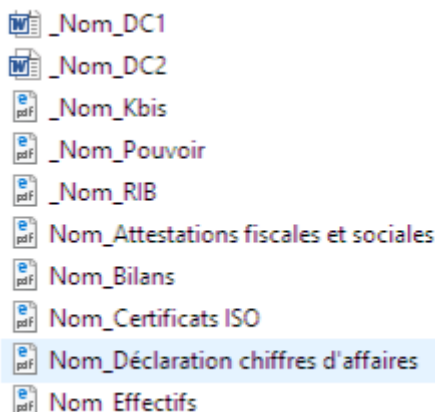 _Nom_DC1
_Nom_DC2
_Nom_Kbis
_Nom_Pouvoir
_Nom_RIB
Nom_Attestations fiscales et sociales
Nom_Bilans
Nom_Certificats ISO
Nom_Déclaration chiffres d'affaires
Nom_Effectifs